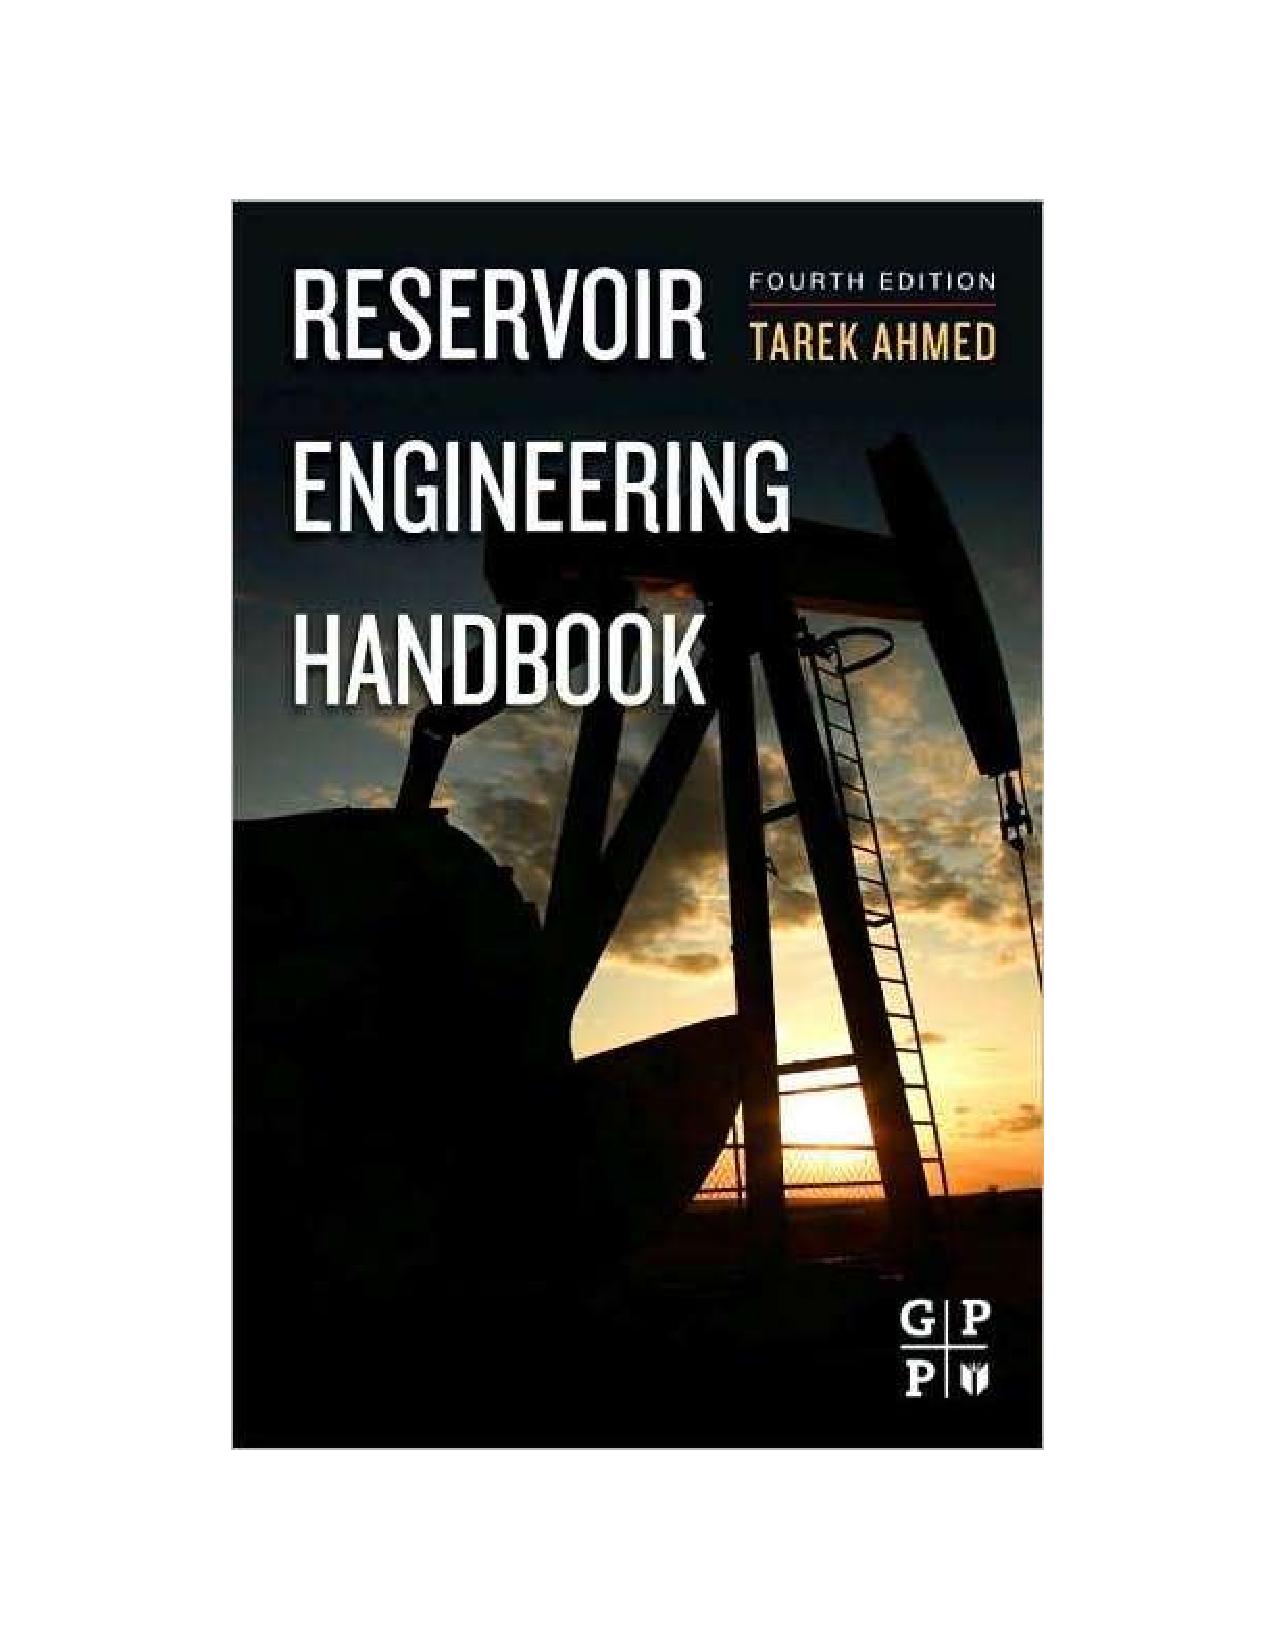 RESERVOIR
FOURTH EDITION
TAREK AHMED
ENGINEERING
HANDBOOK
G P
P